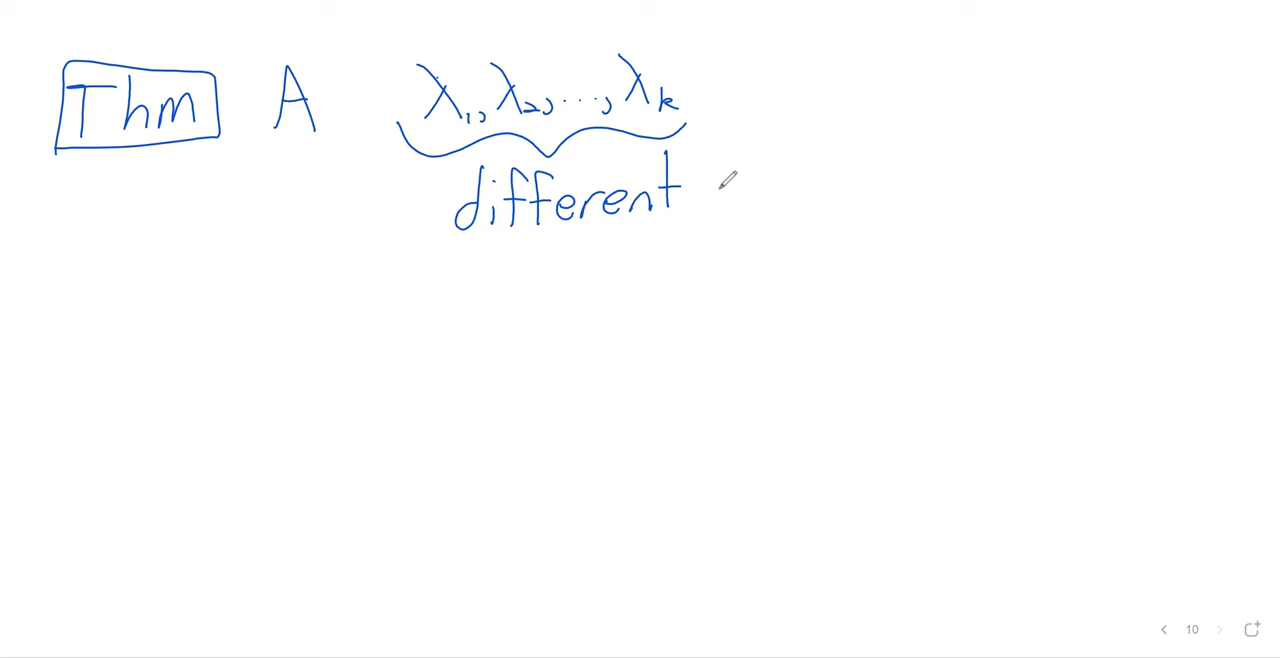 Thm A λ₁, λ₂, ..., λₖ
different
10